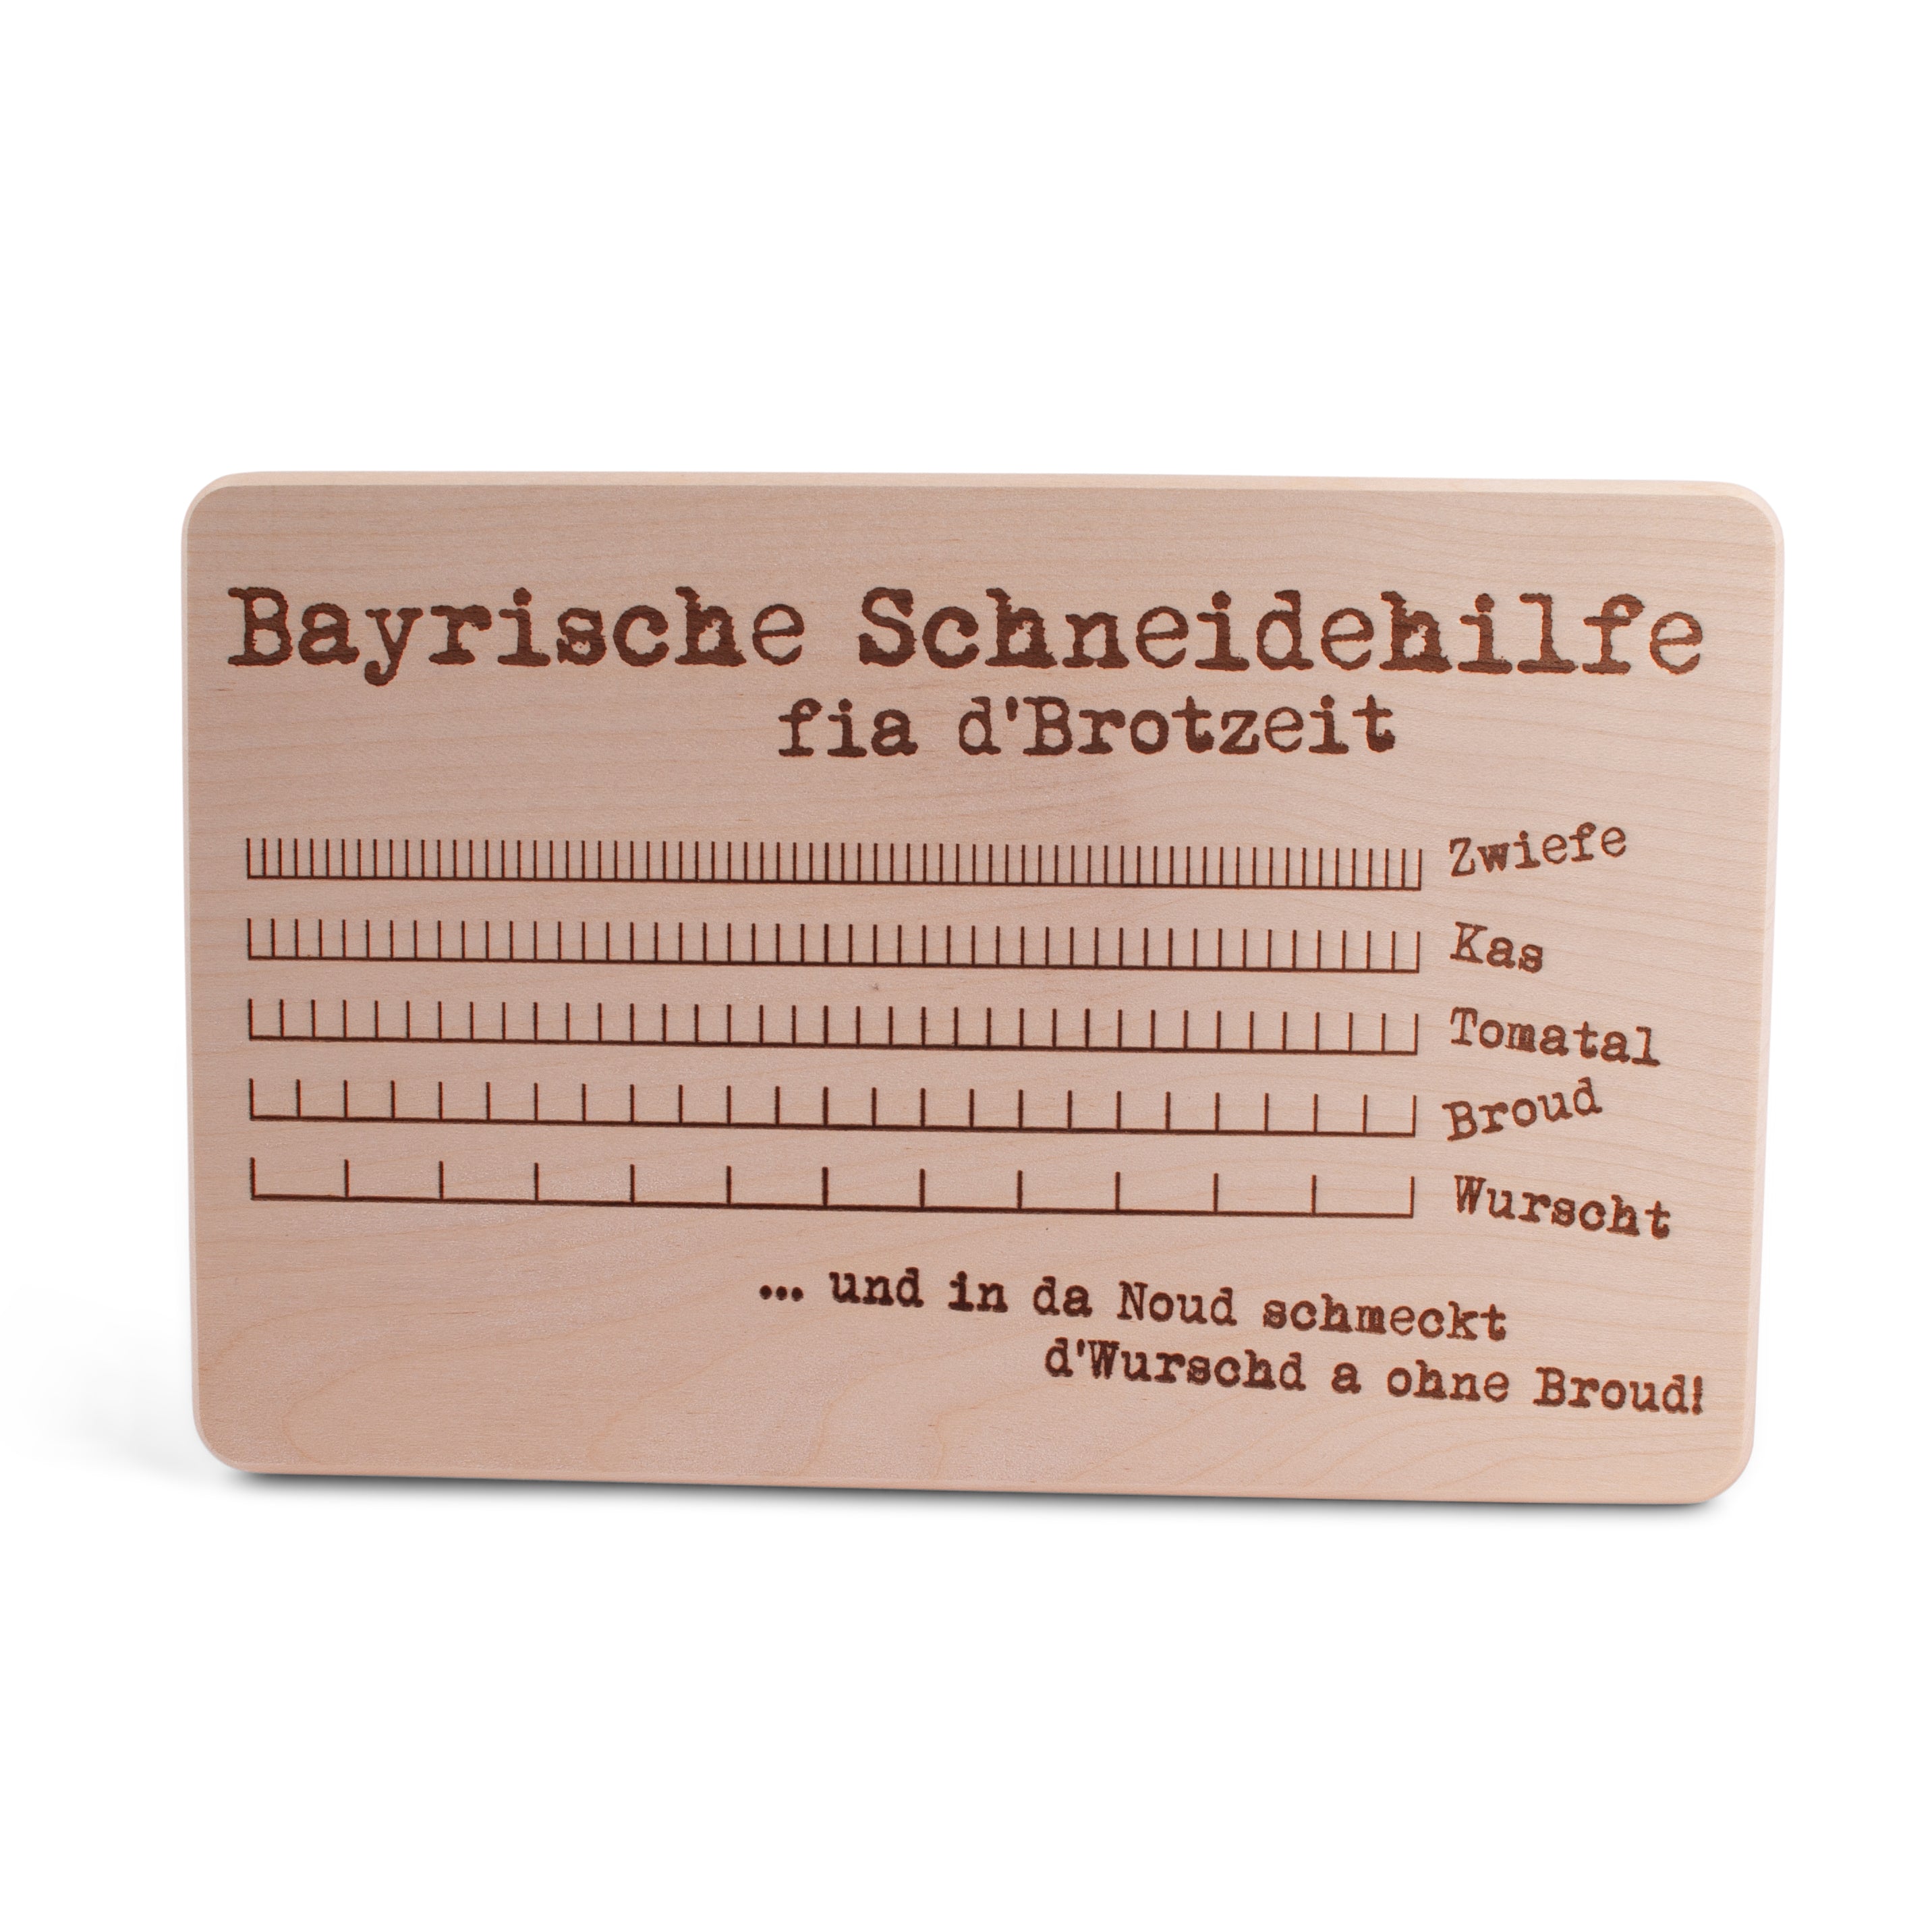 Bayrische Schneidehilfe
fia d'Brotzeit
Zwiefe
Kas
Tomatal
Broud
Wurscht
... und in da Noud schmeckt
d'Wurschd a ohne Broud!